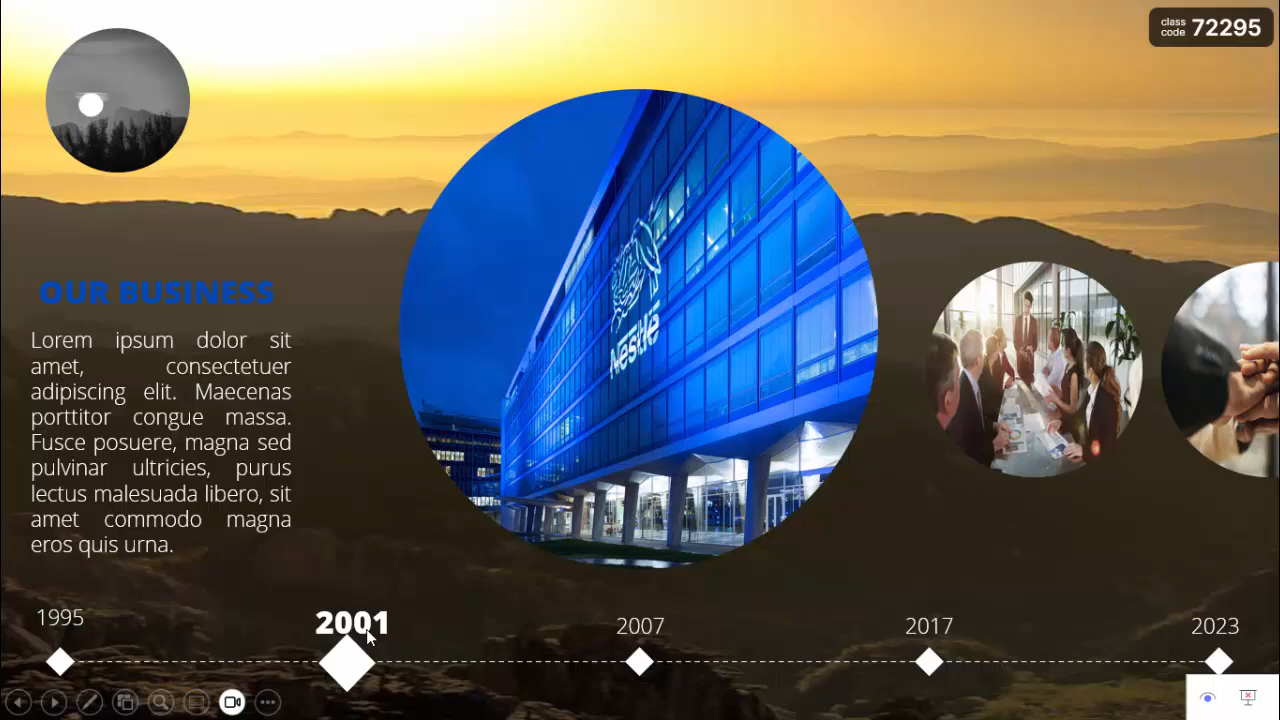 class
code 72295
Nestlé
OUR BUSINESS
Lorem ipsum dolor sit
amet, consectetuer
adipiscing elit. Maecenas
porttitor congue massa.
Fusce posuere, magna sed
pulvinar ultricies, purus
lectus malesuada libero, sit
amet commodo magna
eros quis urna.
1995
2001
2007
2017
2023